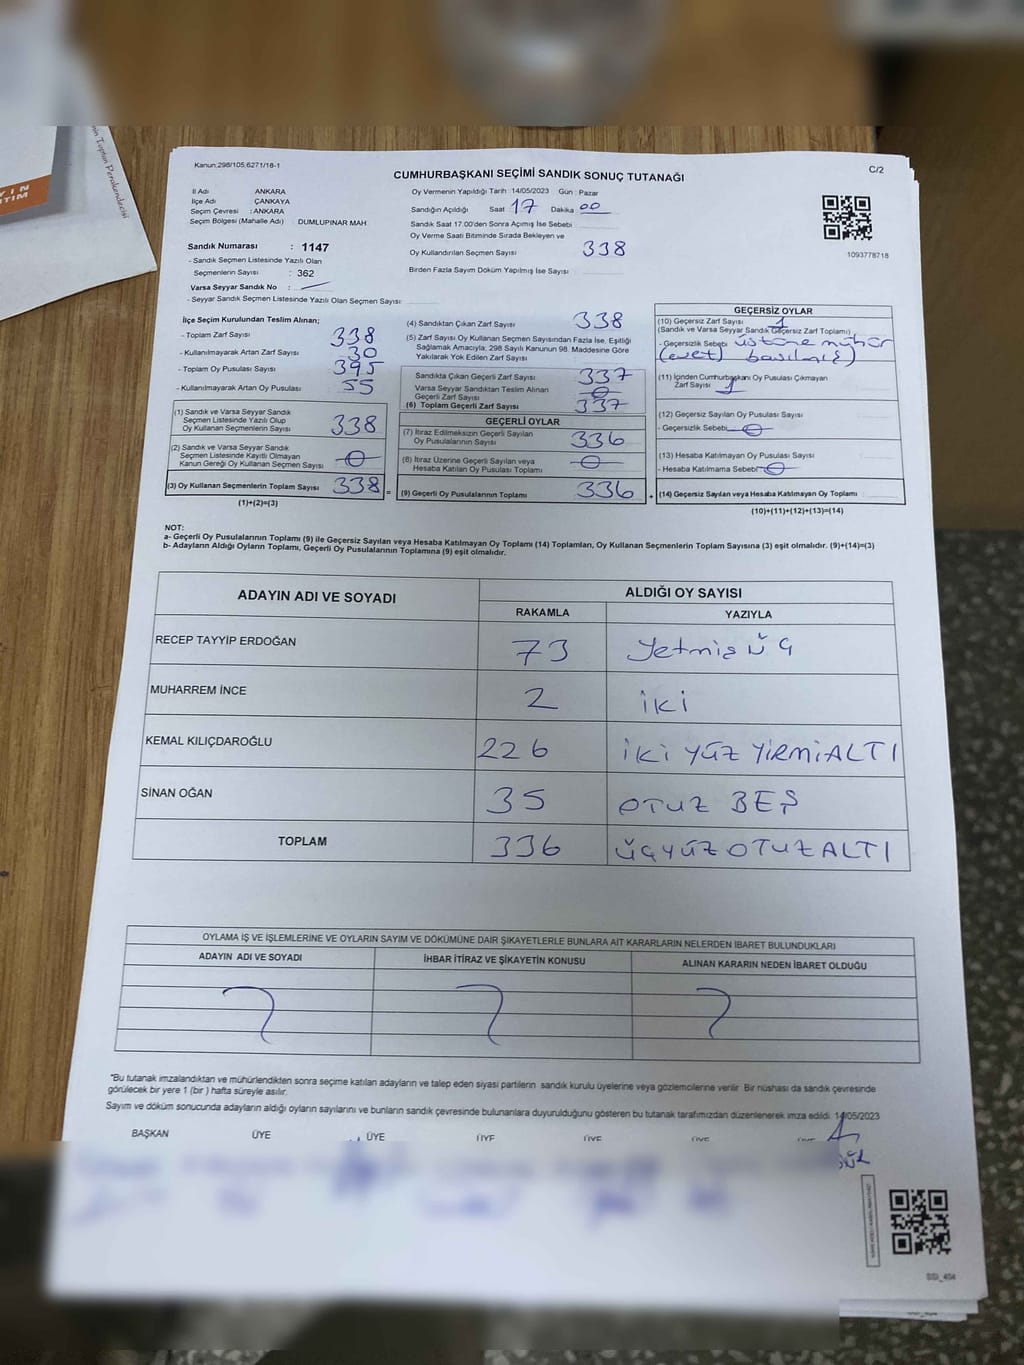 Kanun:298/105;6271/18-1
C/2
CUMHURBAŞKANI SEÇİMİ SANDIK SONUÇ TUTANAĞI
İl Adı ANKARA
İlçe Adı ÇANKAYA
Seçim Çevresi : ANKARA
Seçim Bölgesi (Mahalle Adı) DUMLUPINAR MAH
Sandık Numarası : 1147
- Sandık Seçmen Listesinde Yazılı Olan
Seçmenlerin Sayısı : 362
Varsa Seyyar Sandık No :
- Seyyar Sandık Seçmen Listesinde Yazılı Olan Seçmen Sayısı:
Oy Vermenin Yapıldığı Tarih : 14/05/2023 Gün : Pazar
Sandığın Açıldığı Saat 17 Dakika 00
Sandık Saat 17.00'den Sonra Açımış İse Sebebi
Oy Verme Saati Bitiminde Sırada Bekleyen ve
Oy Kullandırılan Seçmen Sayısı 338
Birden Fazla Sayım Döküm Yapılmış İse Sayısı
1093778718
İlçe Seçim Kurulundan Teslim Alınan;
- Toplam Zarf Sayısı 338
- Kullanılmayarak Artan Zarf Sayısı 30
- Toplam Oy Pusulası Sayısı 395
- Kullanılmayarak Artan Oy Pusulası 55
(1) Sandık ve Varsa Seyyar Sandık
Seçmen Listesinde Yazılı Olup
Oy Kullanan Seçmenlerin Sayısı 338
(2) Sandık ve Varsa Seyyar Sandık
Seçmen Listesinde Kayıtlı Olmayan
Kanun Gereği Oy Kullanan Seçmen Sayısı 0
(3) Oy Kullanan Seçmenlerin Toplam Sayısı 338 =
(1)+(2)=(3)
(4) Sandıktan Çıkan Zarf Sayısı 338
(5) Zarf Sayısı Oy Kullanan Seçmen Sayısından Fazla İse, Eşitliği
Sağlamak Amacıyla; 298 Sayılı Kanunun 98. Maddesine Göre
Yakılarak Yok Edilen Zarf Sayısı
Sandıkta Çıkan Geçerli Zarf Sayısı 337
Varsa Seyyar Sandıktan Teslim Alınan
Geçerli Zarf Sayısı 0
(6) Toplam Geçerli Zarf Sayısı 337
GEÇERLİ OYLAR
(7) İtiraz Edilmeksizin Geçerli Sayılan
Oy Pusulalarının Sayısı 336
(8) İtiraz Üzerine Geçerli Sayılan veya
Hesaba Katılan Oy Pusulası Toplamı 0
(9) Geçerli Oy Pusulalarının Toplamı 336 +
GEÇERSİZ OYLAR
(10) Geçersiz Zarf Sayısı 1
(Sandık ve Varsa Seyyar Sandık Geçersiz Zarf Toplamı)
- Geçersizlik Sebebi üstüne mühür
(evet) basılmış)
(11) İçinden Cumhurbaşkanı Oy Pusulası Çıkmayan
Zarf Sayısı 1
(12) Geçersiz Sayılan Oy Pusulası Sayısı
- Geçersizlik Sebebi 0
(13) Hesaba Katılmayan Oy Pusulası Sayısı
- Hesaba Katılmama Sebebi 0
(14) Geçersiz Sayılan veya Hesaba Katılmayan Oy Toplamı
(10)+(11)+(12)+(13)=(14)
NOT:
a- Geçerli Oy Pusulalarının Toplamı (9) ile Geçersiz Sayılan veya Hesaba Katılmayan Oy Toplamı (14) Toplamları, Oy Kullanan Seçmenlerin Toplam Sayısına (3) eşit olmalıdır. (9)+(14)=(3)
b- Adayların Aldığı Oyların Toplamı, Geçerli Oy Pusulalarının Toplamına (9) eşit olmalıdır.
ADAYIN ADI VE SOYADI
ALDIĞI OY SAYISI
RAKAMLA YAZIYLA
RECEP TAYYİP ERDOĞAN 73 Yetmiş üç
MUHARREM İNCE 2 iki
KEMAL KILIÇDAROĞLU 226 İKİ YÜZ YİRMİALTI
SİNAN OĞAN 35 OTUZ BEŞ
TOPLAM 336 ÜÇYÜZOTUZALTI
OYLAMA İŞ VE İŞLEMLERİNE VE OYLARIN SAYIM VE DÖKÜMÜNE DAİR ŞİKAYETLERLE BUNLARA AİT KARARLARIN NELERDEN İBARET BULUNDUKLARI
ADAYIN ADI VE SOYADI İHBAR İTİRAZ VE ŞİKAYETİN KONUSU ALINAN KARARIN NEDEN İBARET OLDUĞU
"Bu tutanak imzalandıktan ve mühürlendikten sonra seçime katılan adayların ve talep eden siyasi partilerin sandık kurulu üyelerine veya gözlemcilerine verilir Bir nüshası da sandık çevresinde
görülecek bir yere 1 (bir ) hafta süreyle asılır.
Sayım ve döküm sonucunda adayların aldığı oyların sayılarını ve bunların sandık çevresinde bulunanlara duyurulduğunu gösteren bu tutanak tarafımızdan düzenlenerek imza edildi 14/05/2023
BAŞKAN ÜYE ÜYE ÜYE ÜYE ÜYE